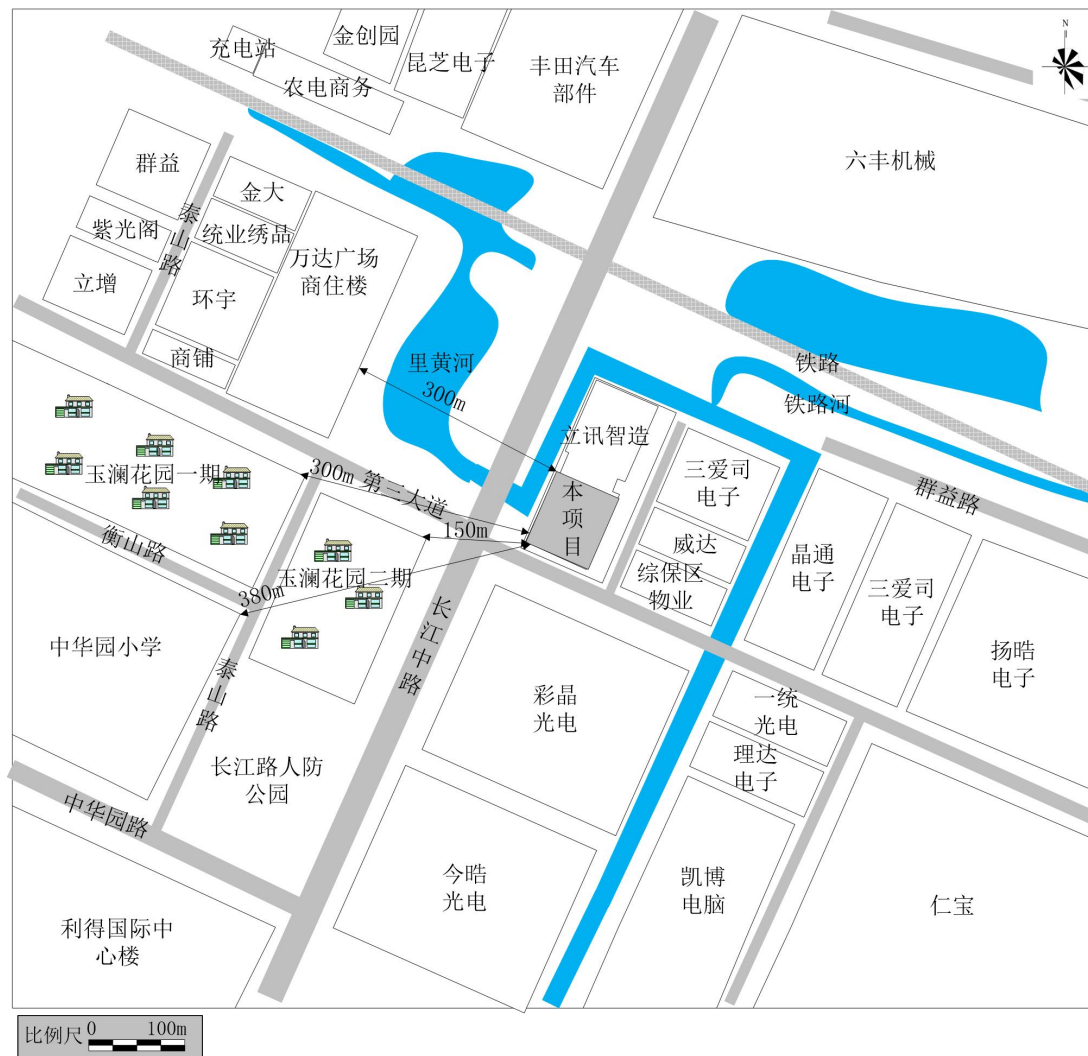 金创园
充电站
昆芝电子
农电商务
丰田汽车
部件
N
六丰机械
群益
金大
紫光阁
泰山路
统业绣品
万达广场
商住楼
立增
环宇
商铺
里黄河
300m
铁路
铁路河
立讯智造
三爱司
电子
群益路
玉澜花园一期
300m
第三大道
本项目
150m
威达
综保区
物业
晶通
电子
三爱司
电子
衡山路
玉澜花园二期
380m
长江中路
中华园小学
泰山路
扬晧
电子
彩晶
光电
一统
光电
理达
电子
长江路人防
公园
中华园路
今晧
光电
凯博
电脑
仁宝
利得国际中
心楼
比例尺
0
100m